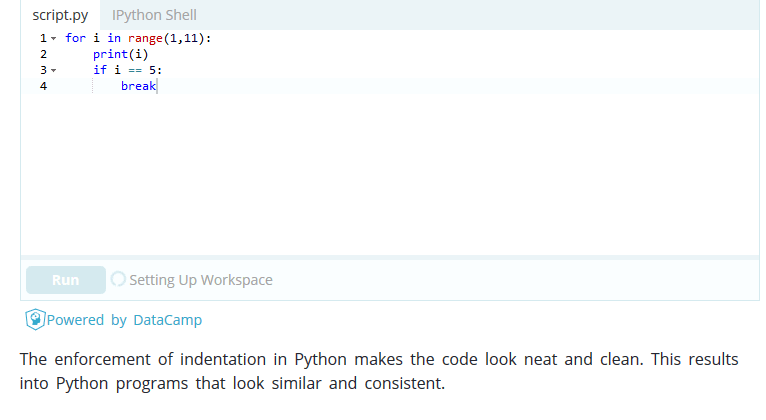 script.py IPython Shell
1 for i in range(1,11):
2     print(i)
3     if i == 5:
4         break
Run Setting Up Workspace
Powered by DataCamp
The enforcement of indentation in Python makes the code look neat and clean. This results
into Python programs that look similar and consistent.